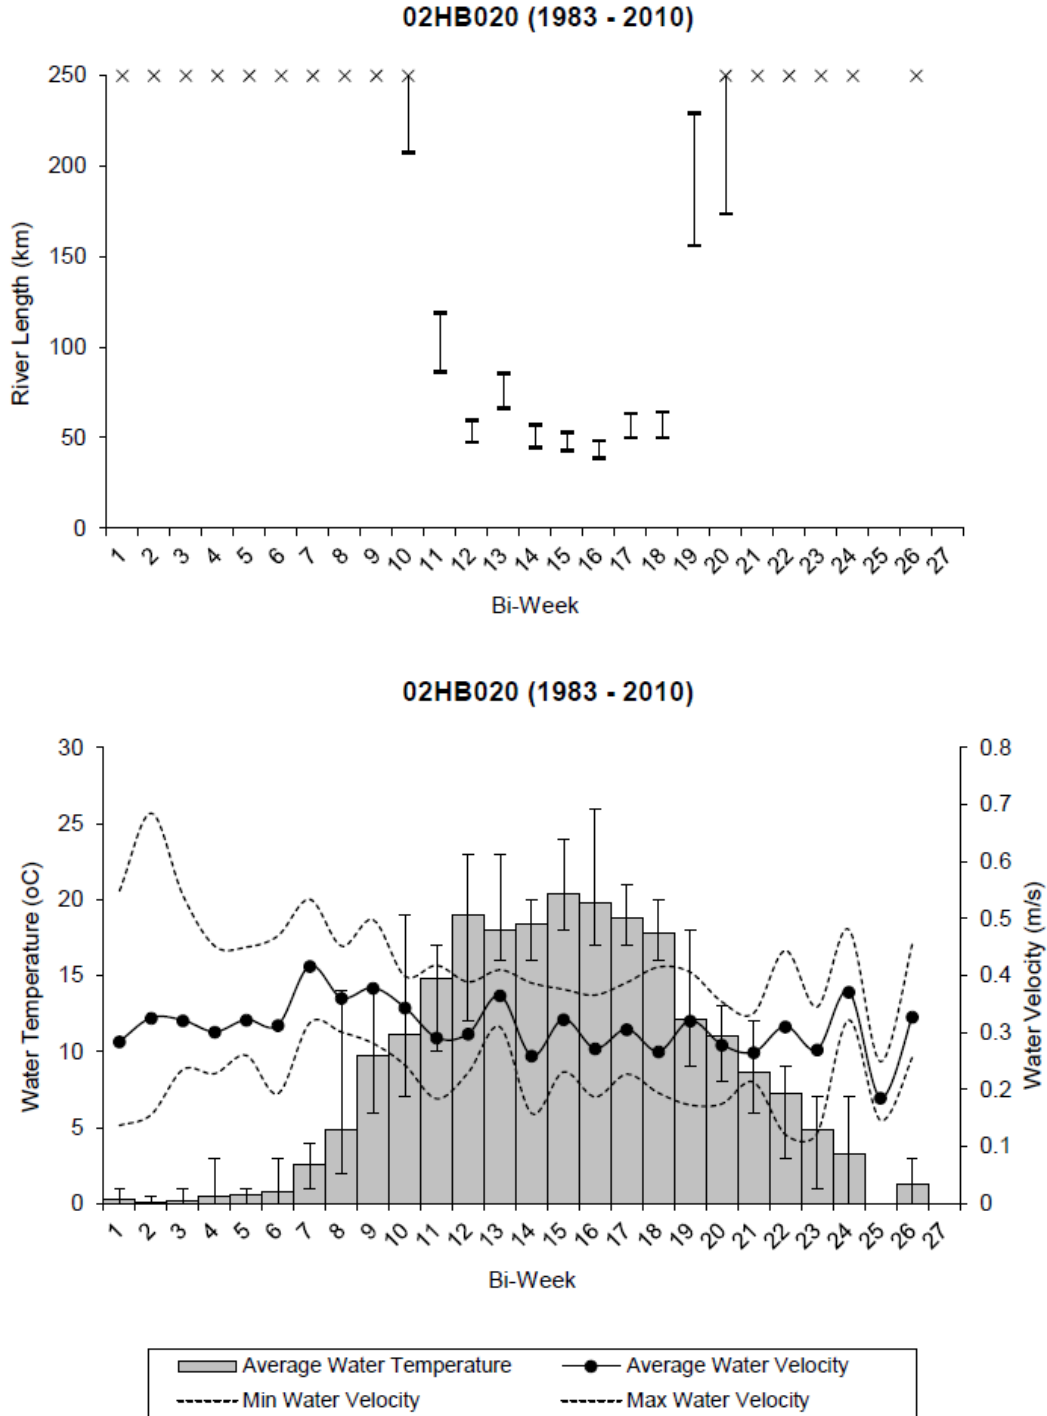 02HB020 (1983 - 2010)
250
200
150
100
50
0
River Length (km)
1 2 3 4 5 6 7 8 9 10 11 12 13 14 15 16 17 18 19 20 21 22 23 24 25 26 27
Bi-Week
02HB020 (1983 - 2010)
30 0.8
25 0.7
0.6
20 0.5
15 0.4
10 0.3
0.2
5 0.1
0 0
Water Temperature (oC)
Water Velocity (m/s)
1 2 3 4 5 6 7 8 9 10 11 12 13 14 15 16 17 18 19 20 21 22 23 24 25 26 27
Bi-Week
Average Water Temperature Average Water Velocity
Min Water Velocity Max Water Velocity